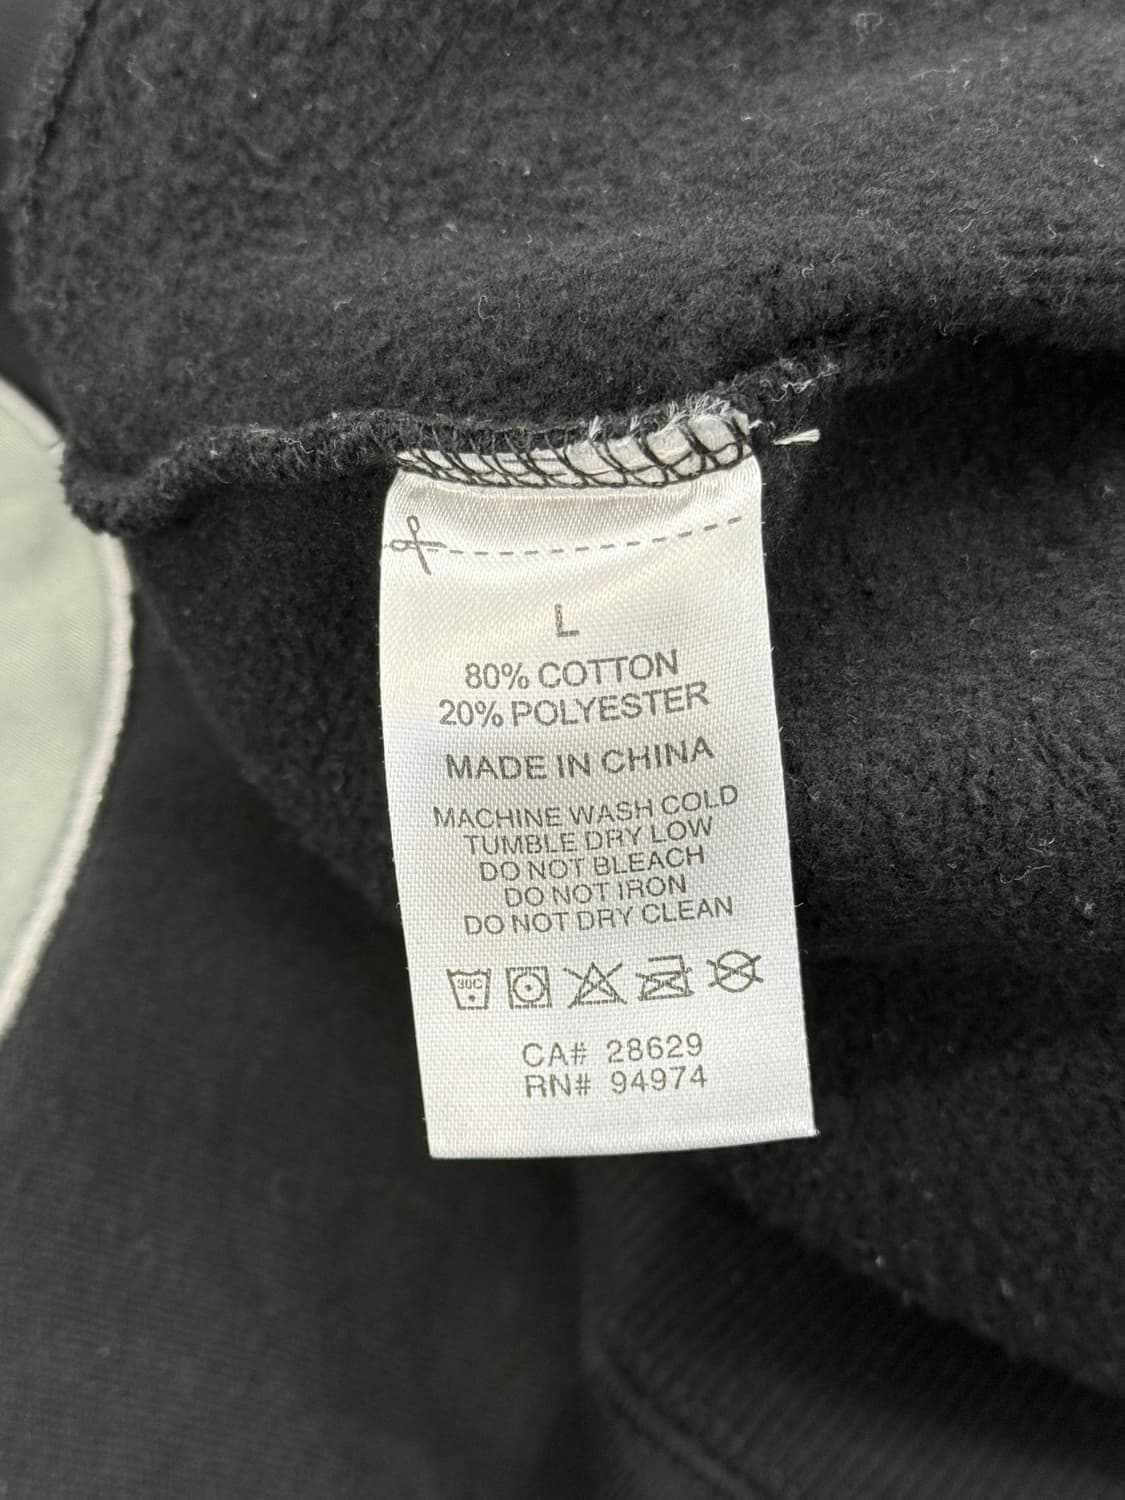 L
80% COTTON
20% POLYESTER
MADE IN CHINA
MACHINE WASH COLD
TUMBLE DRY LOW
DO NOT BLEACH
DO NOT IRON
DO NOT DRY CLEAN
30C
CA# 28629
RN# 94974